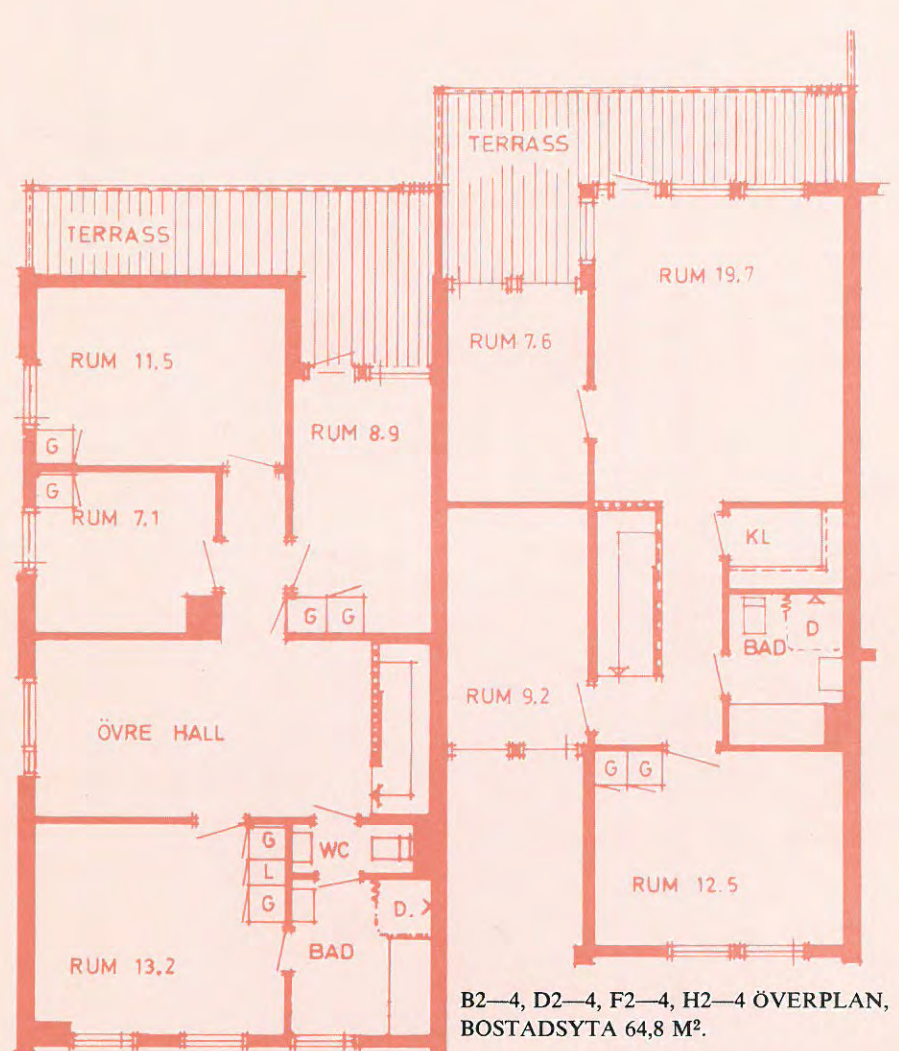 TERRASS
TERRASS
RUM 19.7
RUM 7.6
RUM 11.5
RUM 8.9
G
G
RUM 7.1
KL
G G
D
BAD
RUM 9.2
ÖVRE HALL
G G
G
WC
L
RUM 12.5
G
D.
BAD
RUM 13.2
B2—4, D2—4, F2—4, H2—4 ÖVERPLAN,
BOSTADSYTA 64,8 M².